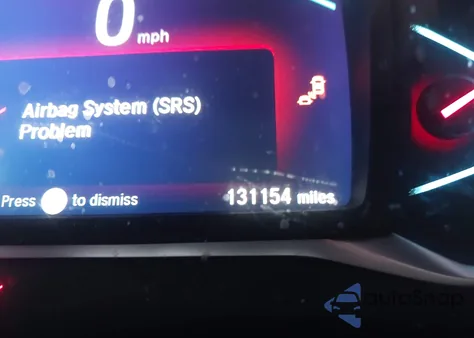 0 mph
Airbag System (SRS)
Problem
Press to dismiss
131154 miles